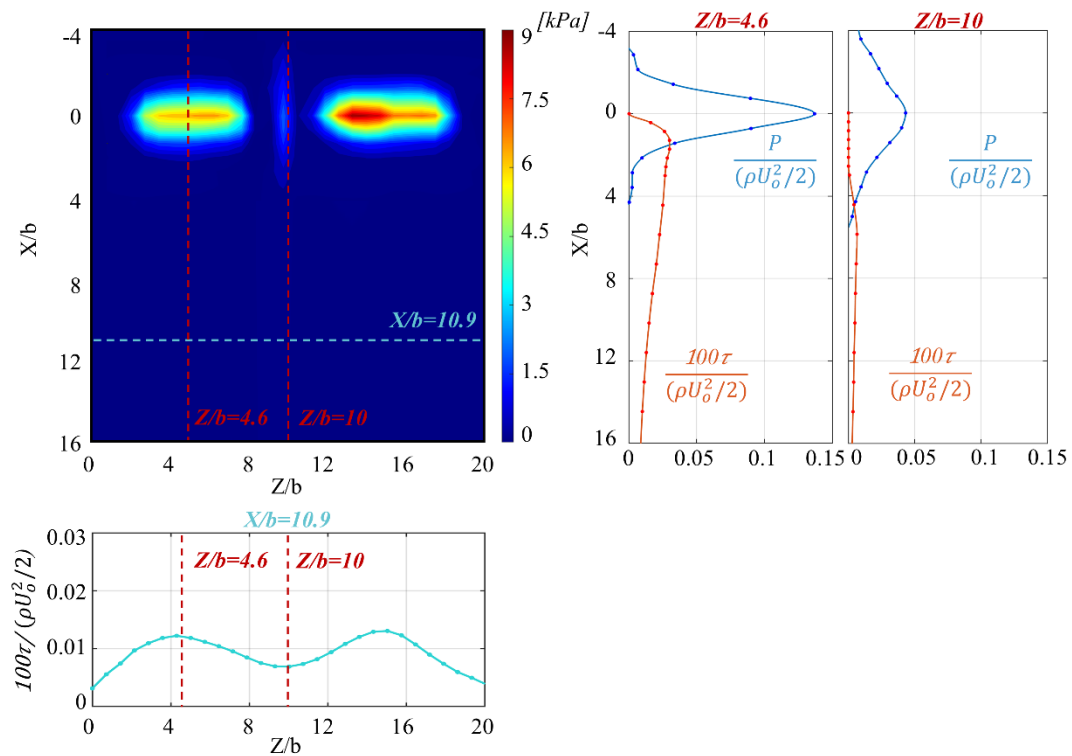 [kPa]
-4
0
4
8
12
16
X/b
0 4 8 12 16 20
Z/b
9
7.5
6
4.5
3
1.5
0
X/b=10.9
Z/b=4.6
Z/b=10
Z/b=4.6
-4
0
4
8
12
16
X/b
P
(ρU_o^2/2)
100τ
(ρU_o^2/2)
0 0.05 0.1 0.15
Z/b=10
P
(ρU_o^2/2)
100τ
(ρU_o^2/2)
0 0.05 0.1 0.15
X/b=10.9
0.03
0.02
0.01
0
100τ/(ρU_o^2/2)
Z/b=4.6
Z/b=10
0 4 8 12 16 20
Z/b